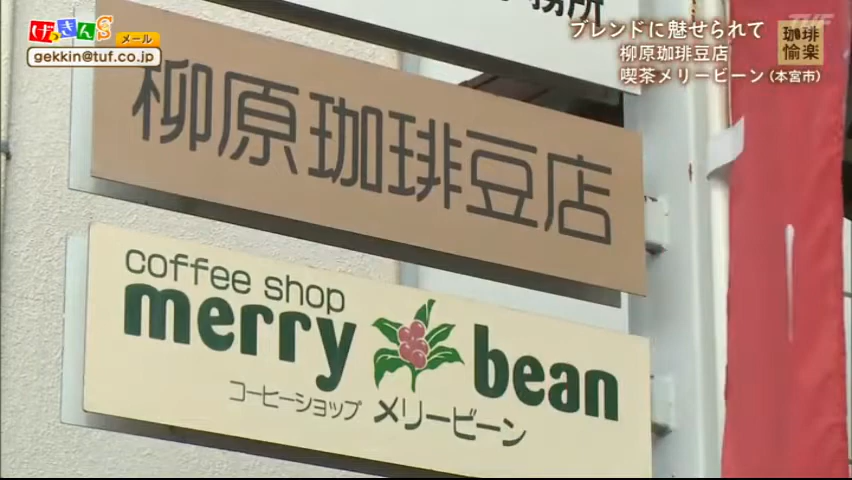 げっきんS
メール
gekkin@tuf.co.jp
務所
ブレンドに魅せられて
柳原珈琲豆店
喫茶メリービーン(本宮市)
珈琲
愉楽
TUF
柳原珈琲豆店
coffee shop
merry bean
コーヒーショップ メリービーン